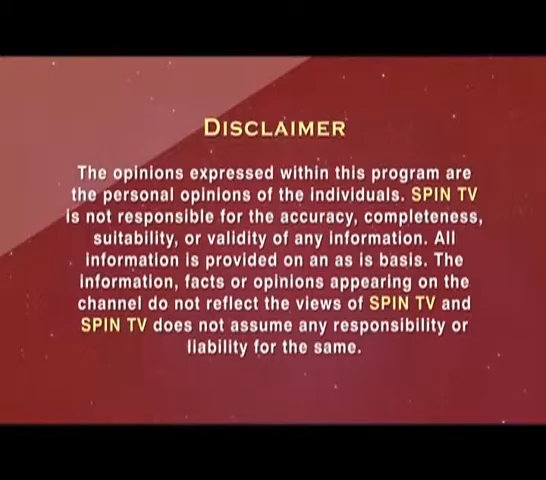 DISCLAIMER
The opinions expressed within this program are
the personal opinions of the individuals. SPIN TV
is not responsible for the accuracy, completeness,
suitability, or validity of any information. All
information is provided on an as is basis. The
information, facts or opinions appearing on the
channel do not reflect the views of SPIN TV and
SPIN TV does not assume any responsibility or
liability for the same.